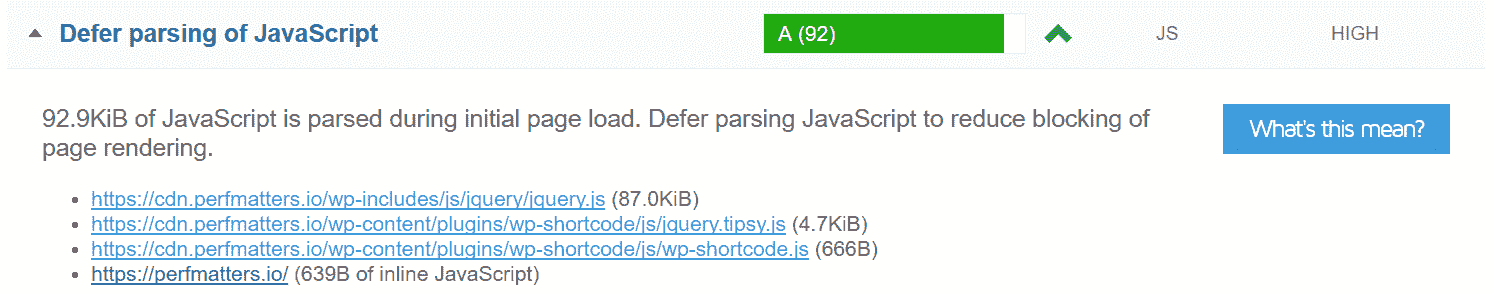 Defer parsing of JavaScript A (92) JS HIGH
92.9KiB of JavaScript is parsed during initial page load. Defer parsing JavaScript to reduce blocking of
page rendering.
What's this mean?
https://cdn.perfmatters.io/wp-includes/js/jquery/jquery.js (87.0KiB)
https://cdn.perfmatters.io/wp-content/plugins/wp-shortcode/js/jquery.tipsy.js (4.7KiB)
https://cdn.perfmatters.io/wp-content/plugins/wp-shortcode/js/wp-shortcode.js (666B)
https://perfmatters.io/ (639B of inline JavaScript)